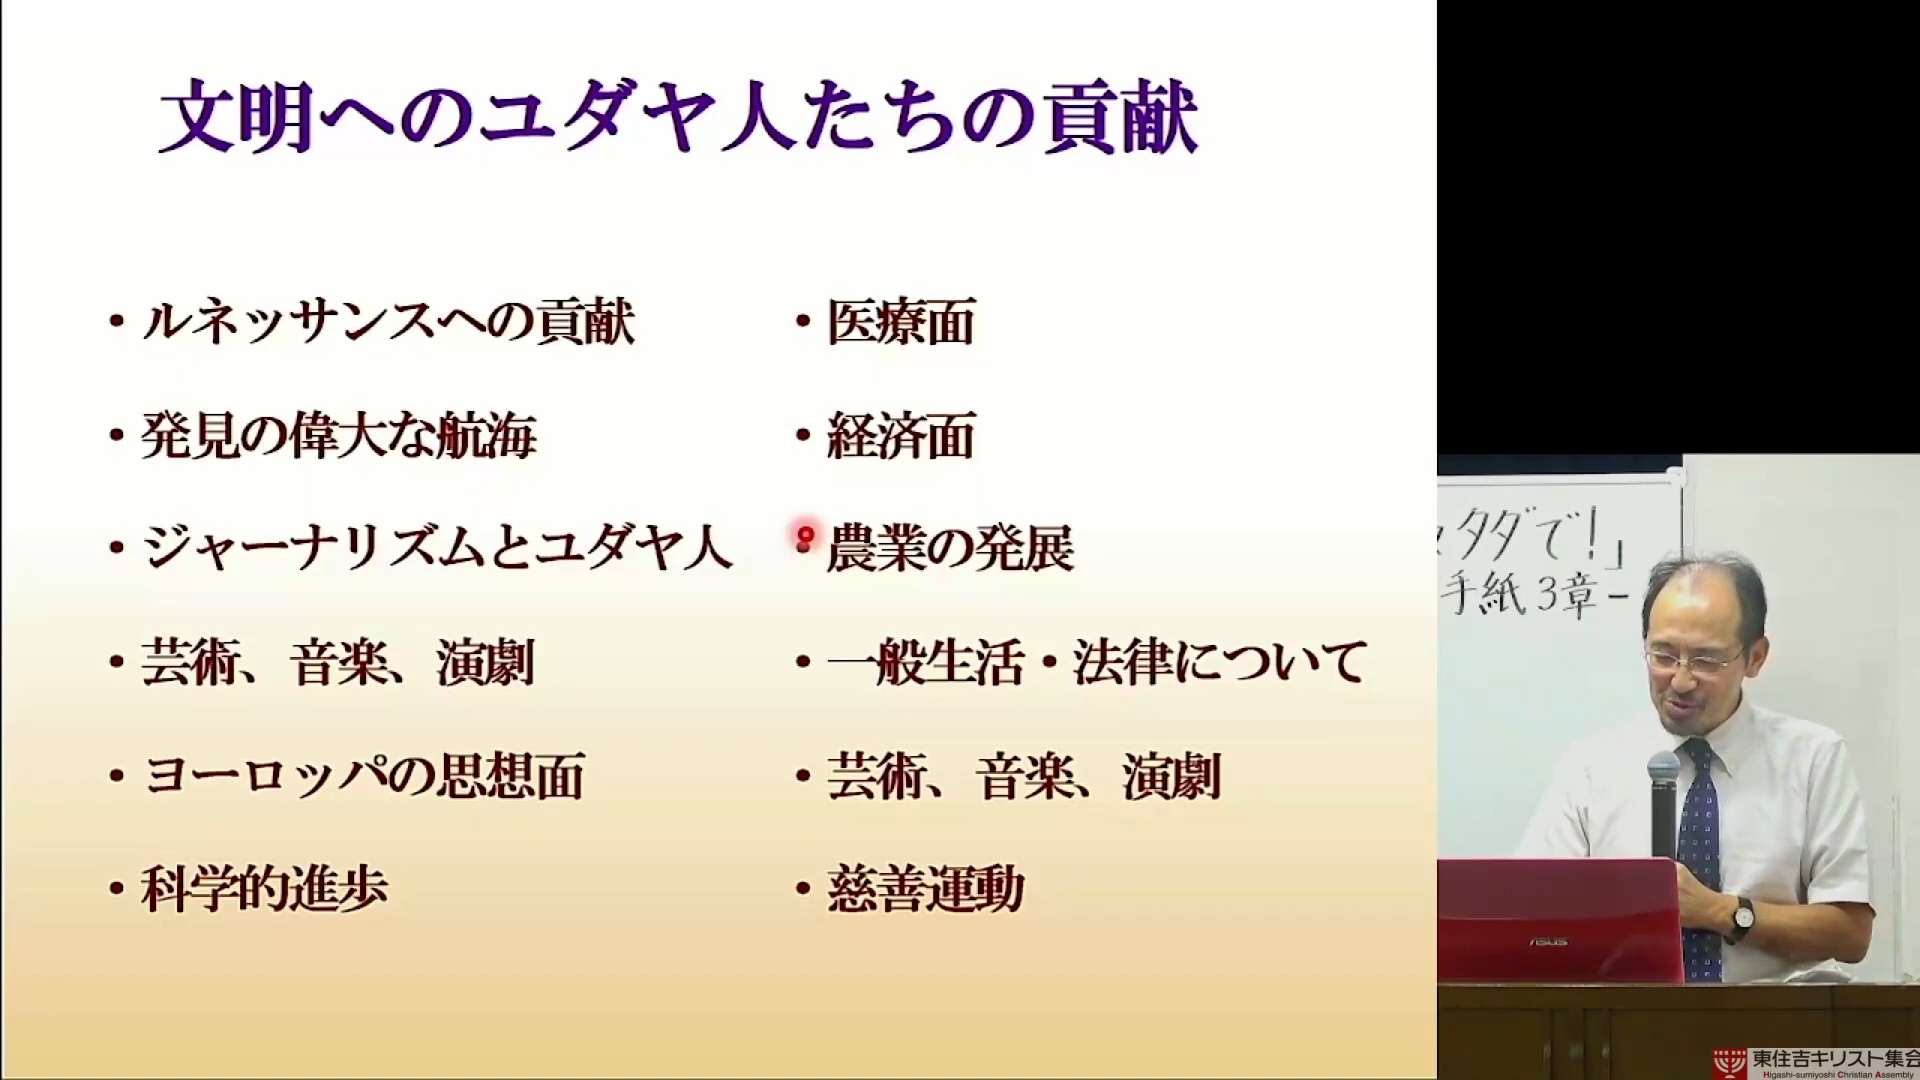 文明へのユダヤ人たちの貢献
・ルネッサンスへの貢献
・発見の偉大な航海
・ジャーナリズムとユダヤ人
・芸術、音楽、演劇
・ヨーロッパの思想面
・科学的進歩
・医療面
・経済面
・農業の発展
・一般生活・法律について
・芸術、音楽、演劇
・慈善運動
タダで!」
手紙3章-
ASUS
東住吉キリスト集会
Higashi-sumiyoshi Christian Assembly